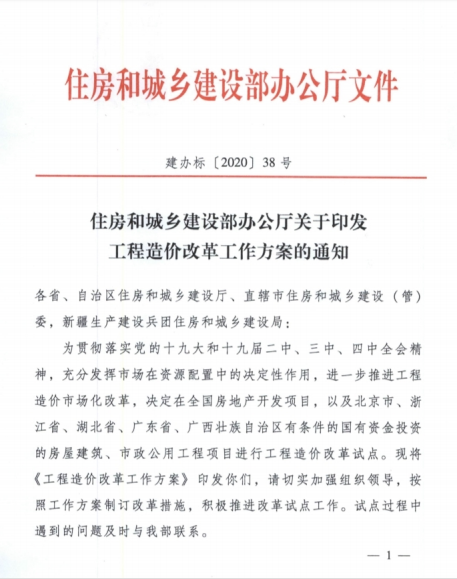 住房和城乡建设部办公厅文件
建办标〔2020〕38号
住房和城乡建设部办公厅关于印发
工程造价改革工作方案的通知
各省、自治区住房和城乡建设厅、直辖市住房和城乡建设（管）
委，新疆生产建设兵团住房和城乡建设局：
为贯彻落实党的十九大和十九届二中、三中、四中全会精
神，充分发挥市场在资源配置中的决定性作用，进一步推进工程
造价市场化改革，决定在全国房地产开发项目，以及北京市、浙
江省、湖北省、广东省、广西壮族自治区有条件的国有资金投资
的房屋建筑、市政公用工程项目进行工程造价改革试点。现将
《工程造价改革工作方案》印发你们，请切实加强组织领导，按
照工作方案制订改革措施，积极推进改革试点工作。试点过程中
遇到的问题及时与我部联系。
— 1 —